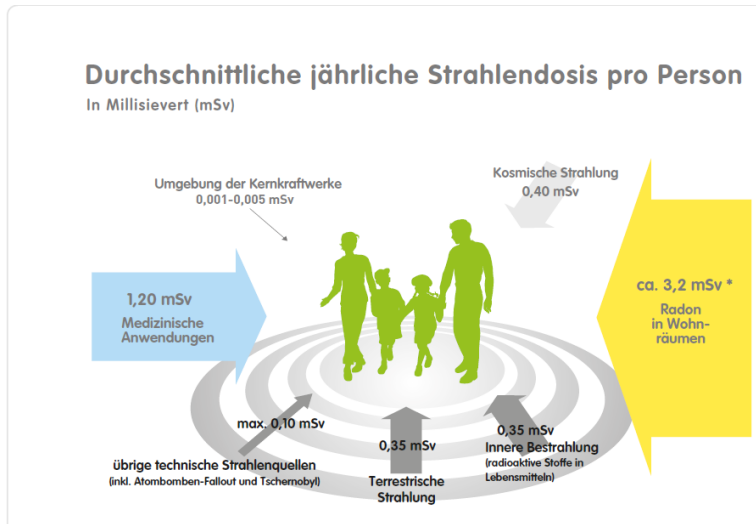 Durchschnittliche jährliche Strahlendosis pro Person
In Millisievert (mSv)
Umgebung der Kernkraftwerke
0,001-0,005 mSv
Kosmische Strahlung
0,40 mSv
1,20 mSv
Medizinische
Anwendungen
ca. 3,2 mSv *
Radon
in Wohn-
räumen
max. 0,10 mSv
übrige technische Strahlenquellen
(inkl. Atombomben-Fallout und Tschernobyl)
0,35 mSv
Terrestrische
Strahlung
0,35 mSv
Innere Bestrahlung
(radioaktive Stoffe in
Lebensmitteln)